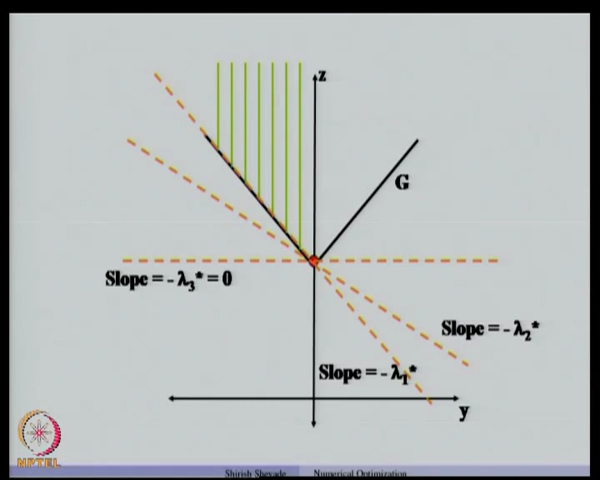 z
G
Slope = - λ₃* = 0
Slope = - λ₂*
Slope = - λ₁*
y
NPTEL
Shirish Shevade Numerical Optimization